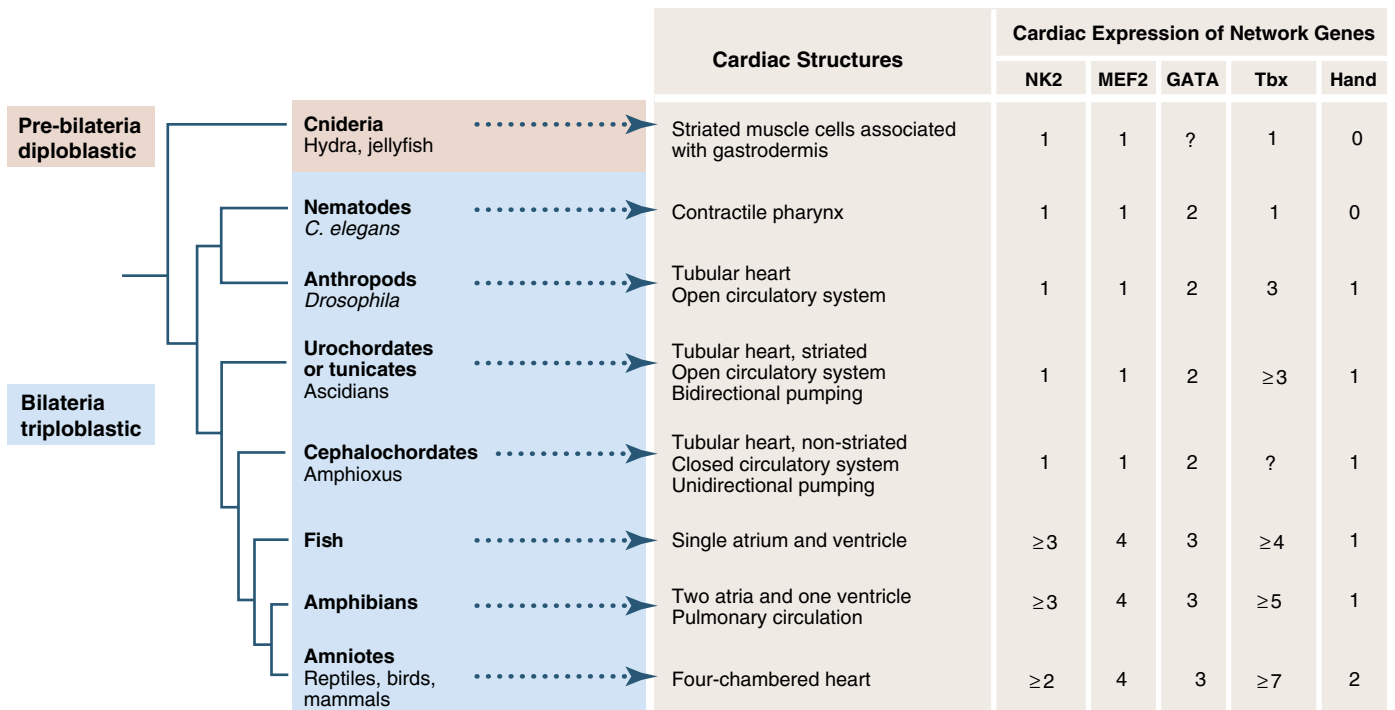 Cardiac Structures
Cardiac Expression of Network Genes
NK2 MEF2 GATA Tbx Hand
Pre-bilateria
diploblastic
Cnideria
Hydra, jellyfish
Striated muscle cells associated
with gastrodermis
1 1 ? 1 0
Nematodes
C. elegans
Contractile pharynx
1 1 2 1 0
Anthropods
Drosophila
Tubular heart
Open circulatory system
1 1 2 3 1
Bilateria
triploblastic
Urochordates
or tunicates
Ascidians
Tubular heart, striated
Open circulatory system
Bidirectional pumping
1 1 2 ≥3 1
Cephalochordates
Amphioxus
Tubular heart, non-striated
Closed circulatory system
Unidirectional pumping
1 1 2 ? 1
Fish
Single atrium and ventricle
≥3 4 3 ≥4 1
Amphibians
Two atria and one ventricle
Pulmonary circulation
≥3 4 3 ≥5 1
Amniotes
Reptiles, birds,
mammals
Four-chambered heart
≥2 4 3 ≥7 2